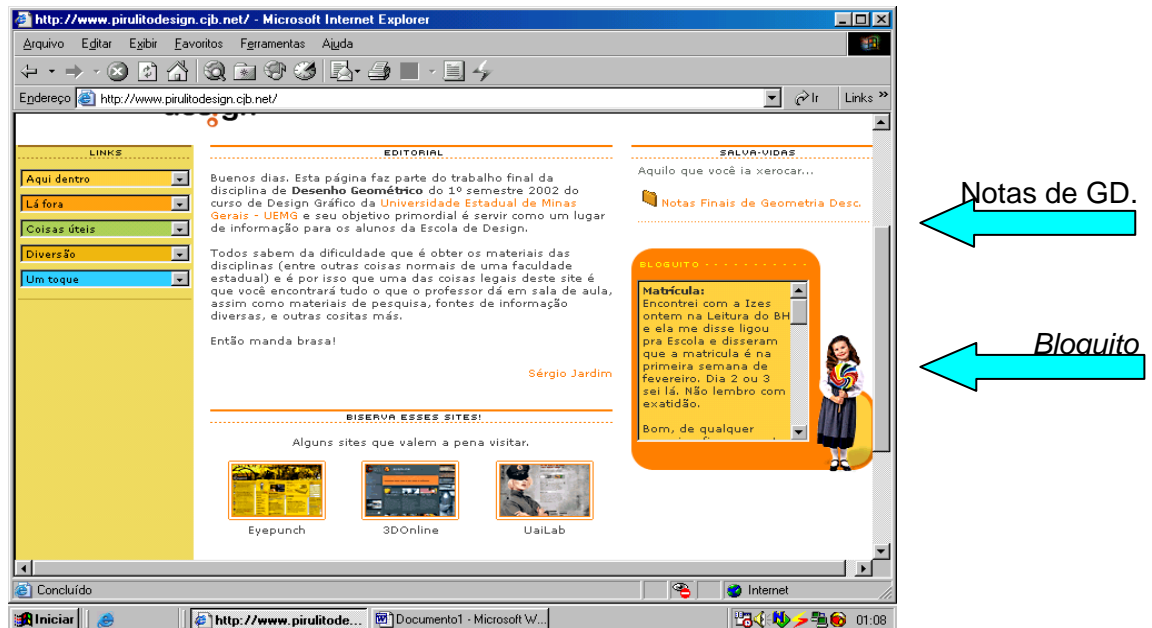 http://www.pirulitodesign.cjb.net/ - Microsoft Internet Explorer
Arquivo Editar Exibir Favoritos Ferramentas Ajuda
Endereço http://www.pirulitodesign.cjb.net/ Ir Links »
design
LINKS
Aqui dentro
Lá fora
Coisas úteis
Diversão
Um toque
EDITORIAL
Buenos dias. Esta página faz parte do trabalho final da
disciplina de Desenho Geométrico do 1º semestre 2002 do
curso de Design Gráfico da Universidade Estadual de Minas
Gerais - UEMG e seu objetivo primordial é servir como um lugar
de informação para os alunos da Escola de Design.
Todos sabem da dificuldade que é obter os materiais das
disciplinas (entre outras coisas normais de uma faculdade
estadual) e é por isso que uma das coisas legais deste site é
que você encontrará tudo o que o professor dá em sala de aula,
assim como materiais de pesquisa, fontes de informação
diversas, e outras cositas más.
Então manda brasa!
Sérgio Jardim
BISERVA ESSES SITES!
Alguns sites que valem a pena visitar.
Eyepunch 3DOnline UaiLab
SALVA-VIDAS
Aquilo que você ia xerocar...
Notas Finais de Geometria Desc.
BLOGUITO
Matrícula:
Encontrei com a Izes
ontem na Leitura do BH
e ela me disse ligou
pra Escola e disseram
que a matricula é na
primeira semana de
fevereiro. Dia 2 ou 3
sei lá. Não lembro com
exatidão.
Bom, de qualquer
Notas de GD.
Bloquito
Concluído Internet
Iniciar http://www.pirulitode... Documento1 - Microsoft W... 01:08